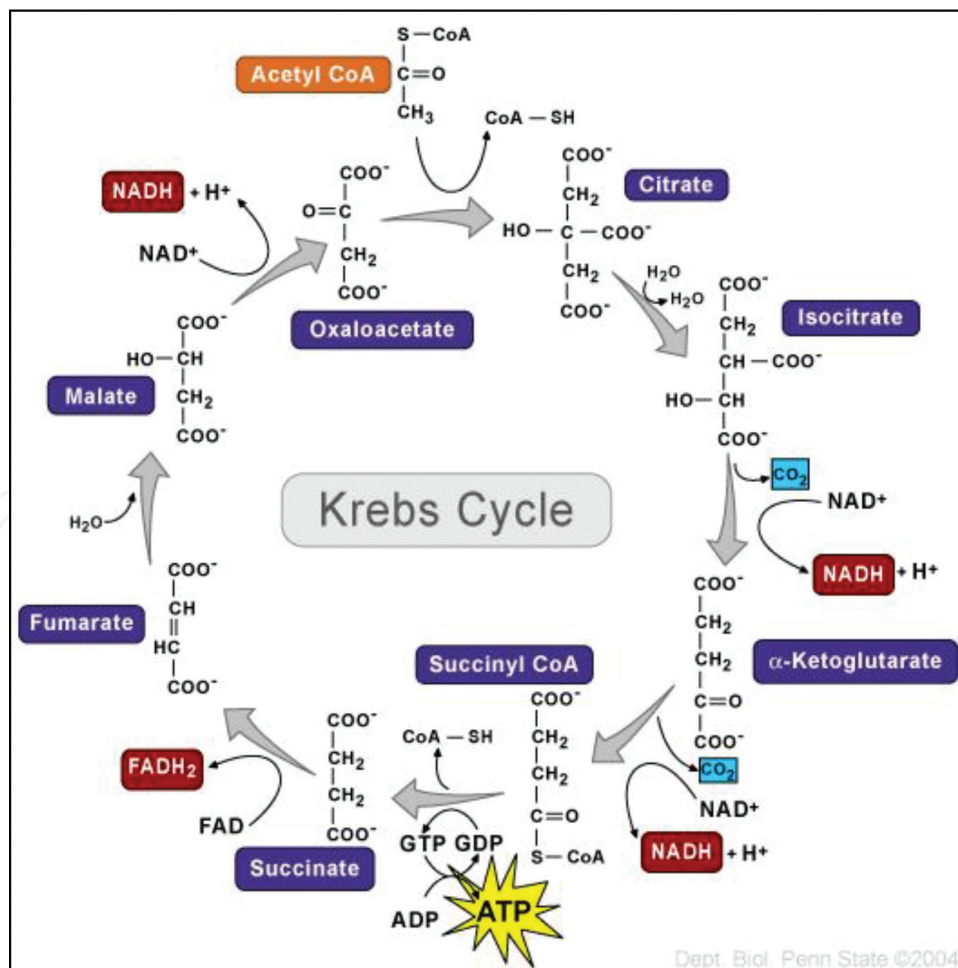 S—CoA
Acetyl CoA
C=O
CH₃
CoA—SH
COO⁻
CH₂
HO—C—COO⁻
CH₂
COO⁻
Citrate
H₂O
H₂O
COO⁻
CH₂
CH—COO⁻
HO—CH
COO⁻
Isocitrate
CO₂
NAD⁺
NADH + H⁺
COO⁻
CH₂
CH₂
C=O
COO⁻
α-Ketoglutarate
CO₂
NAD⁺
NADH + H⁺
Succinyl CoA
COO⁻
CH₂
CH₂
C=O
S—CoA
CoA—SH
GTP GDP
ADP
ATP
COO⁻
CH₂
CH₂
COO⁻
Succinate
FADH₂
FAD
COO⁻
CH
HC
COO⁻
Fumarate
H₂O
COO⁻
HO—CH
CH₂
COO⁻
Malate
NADH + H⁺
NAD⁺
COO⁻
O=C
CH₂
COO⁻
Oxaloacetate
Krebs Cycle
Dept. Biol. Penn State ©2004